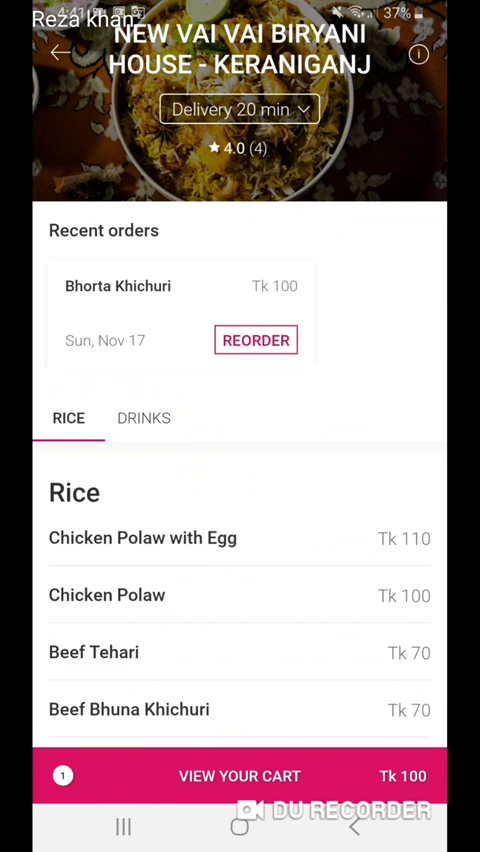 4:41
37%
Reza khan
NEW VAI VAI BIRYANI
HOUSE - KERANIGANJ
Delivery 20 min
4.0 (4)
Recent orders
Bhorta Khichuri Tk 100
Sun, Nov 17 REORDER
RICE DRINKS
Rice
Chicken Polaw with Egg Tk 110
Chicken Polaw Tk 100
Beef Tehari Tk 70
Beef Bhuna Khichuri Tk 70
1 VIEW YOUR CART Tk 100
DU RECORDER